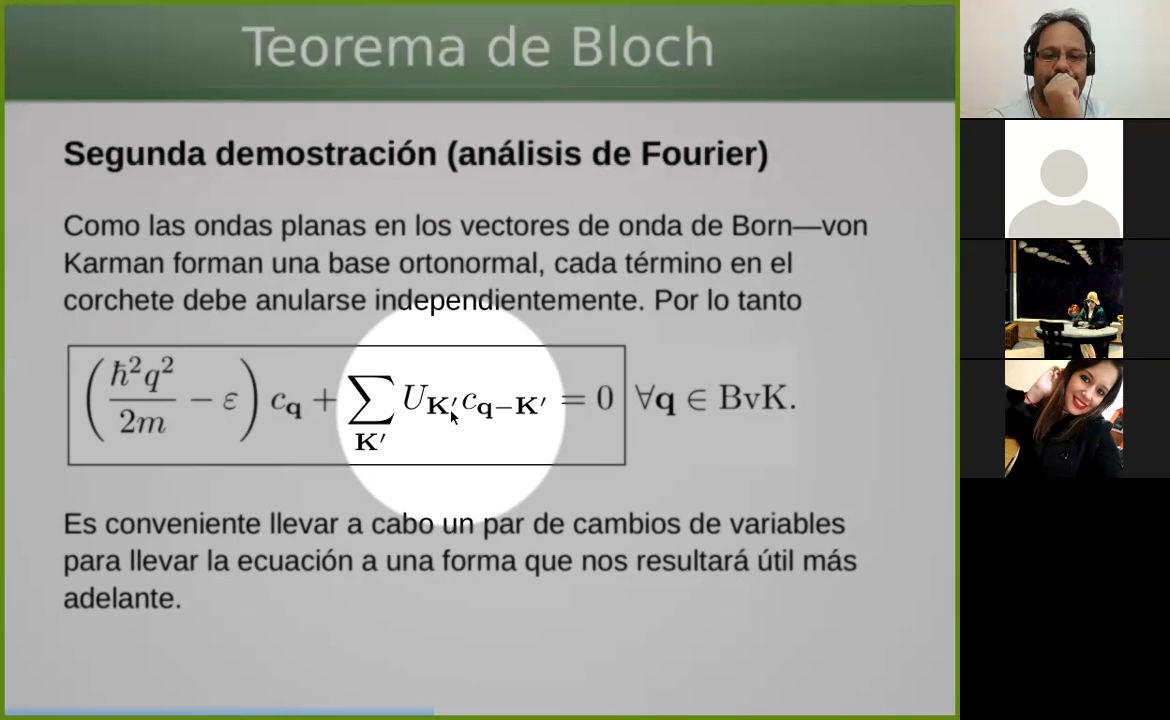 Teorema de Bloch
Segunda demostración (análisis de Fourier)
Como las ondas planas en los vectores de onda de Born—von
Karman forman una base ortonormal, cada término en el
corchete debe anularse independientemente. Por lo tanto
(ħ²q²/2m − ε) c_q + ∑_K′ U_K′ c_q−K′ = 0 ∀q ∈ BvK.
Es conveniente llevar a cabo un par de cambios de variables
para llevar la ecuación a una forma que nos resultará útil más
adelante.